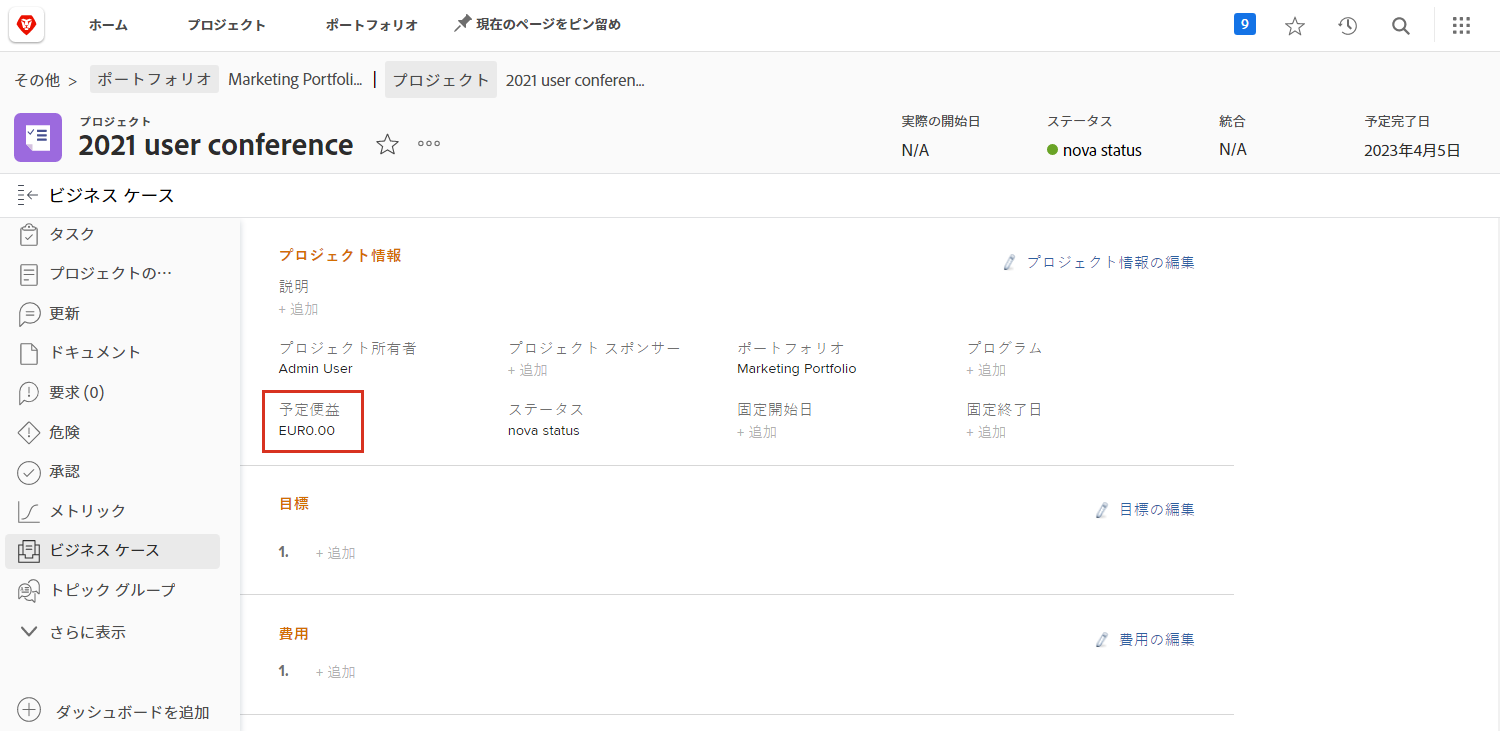 ホーム プロジェクト ポートフォリオ 現在のページをピン留め 9
その他 > ポートフォリオ Marketing Portfoli... プロジェクト 2021 user conferen...
プロジェクト
2021 user conference
実際の開始日 ステータス 統合 予定完了日
N/A nova status N/A 2023年4月5日
ビジネス ケース
タスク
プロジェクトの…
更新
ドキュメント
要求 (0)
危険
承認
メトリック
ビジネス ケース
トピック グループ
さらに表示
ダッシュボードを追加
プロジェクト情報 プロジェクト情報の編集
説明
+ 追加
プロジェクト所有者 プロジェクト スポンサー ポートフォリオ プログラム
Admin User + 追加 Marketing Portfolio + 追加
予定便益 ステータス 固定開始日 固定終了日
EUR0.00 nova status + 追加 + 追加
目標 目標の編集
1. + 追加
費用 費用の編集
1. + 追加